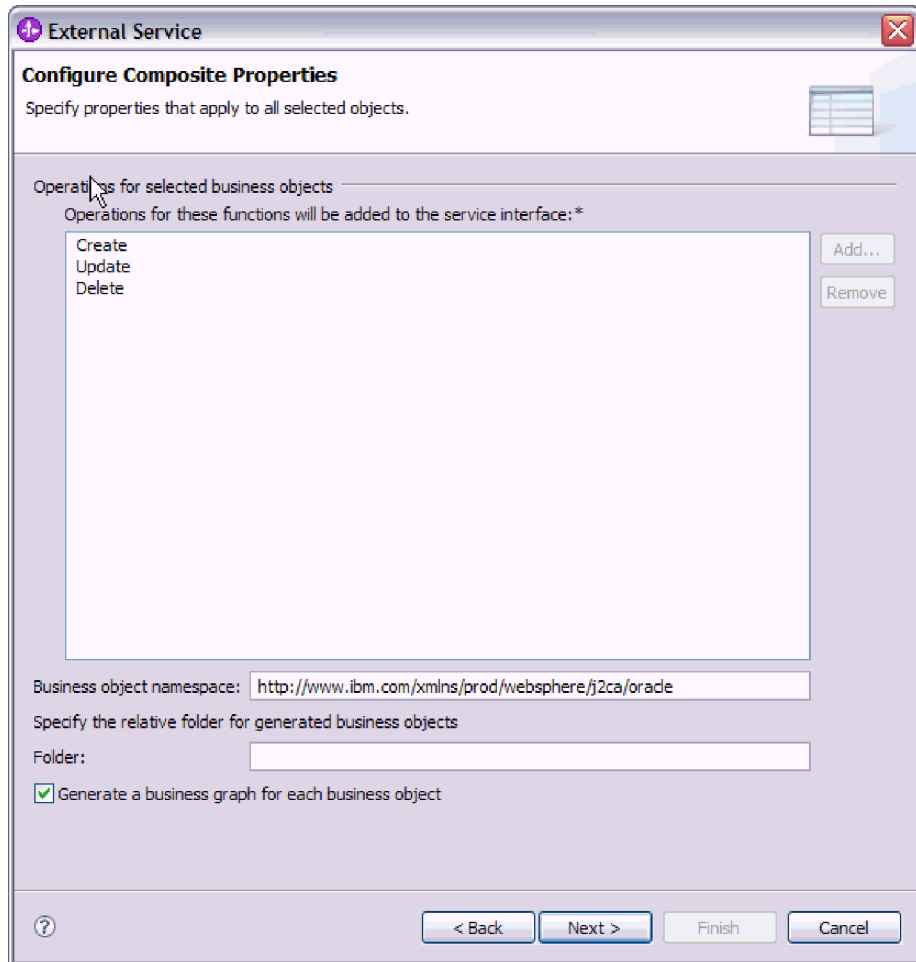 External Service
Configure Composite Properties
Specify properties that apply to all selected objects.
Operations for selected business objects
Operations for these functions will be added to the service interface:*
Create
Update
Delete
Add...
Remove
Business object namespace: http://www.ibm.com/xmlns/prod/websphere/j2ca/oracle
Specify the relative folder for generated business objects
Folder:
Generate a business graph for each business object
? < Back Next > Finish Cancel